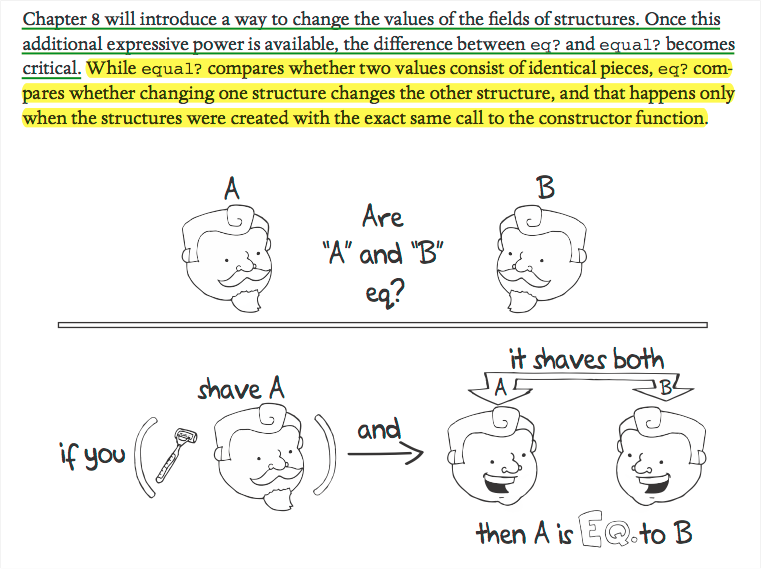 Chapter 8 will introduce a way to change the values of the fields of structures. Once this
additional expressive power is available, the difference between eq? and equal? becomes
critical. While equal? compares whether two values consist of identical pieces, eq? com-
pares whether changing one structure changes the other structure, and that happens only
when the structures were created with the exact same call to the constructor function.
A
B
Are
"A" and "B"
eq?
it shaves both
A
B
shave A
if you
and
then A is EQ. to B